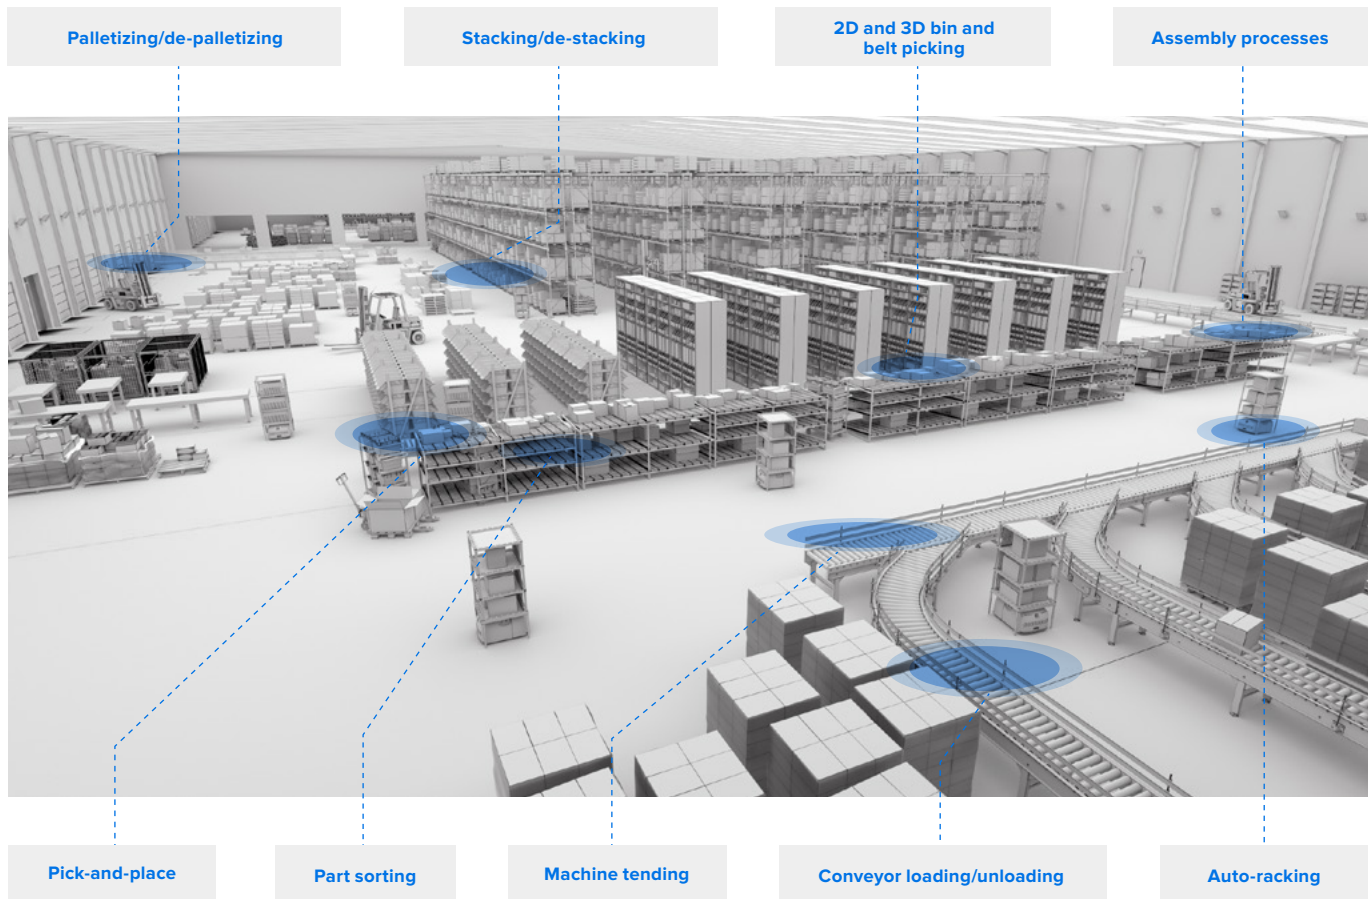 Palletizing/de-palletizing
Stacking/de-stacking
2D and 3D bin and
belt picking
Assembly processes
Pick-and-place
Part sorting
Machine tending
Conveyor loading/unloading
Auto-racking